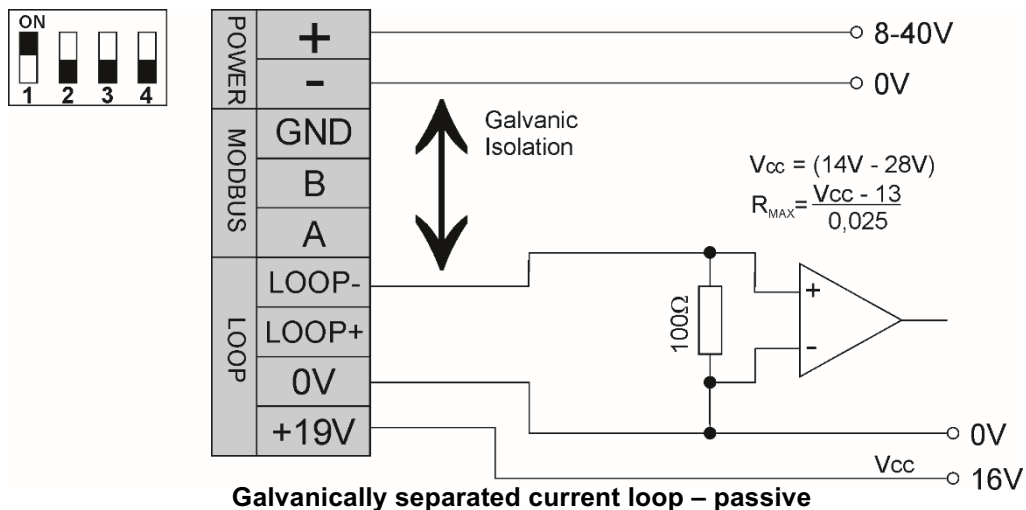 ON
1 2 3 4
POWER
+
-
8-40V
0V
MODBUS
GND
B
A
Galvanic
Isolation
Vcc = (14V - 28V)
RMAX= Vcc - 13
0,025
LOOP
LOOP-
LOOP+
0V
+19V
100Ω
+
-
0V
Vcc
16V
Galvanically separated current loop – passive